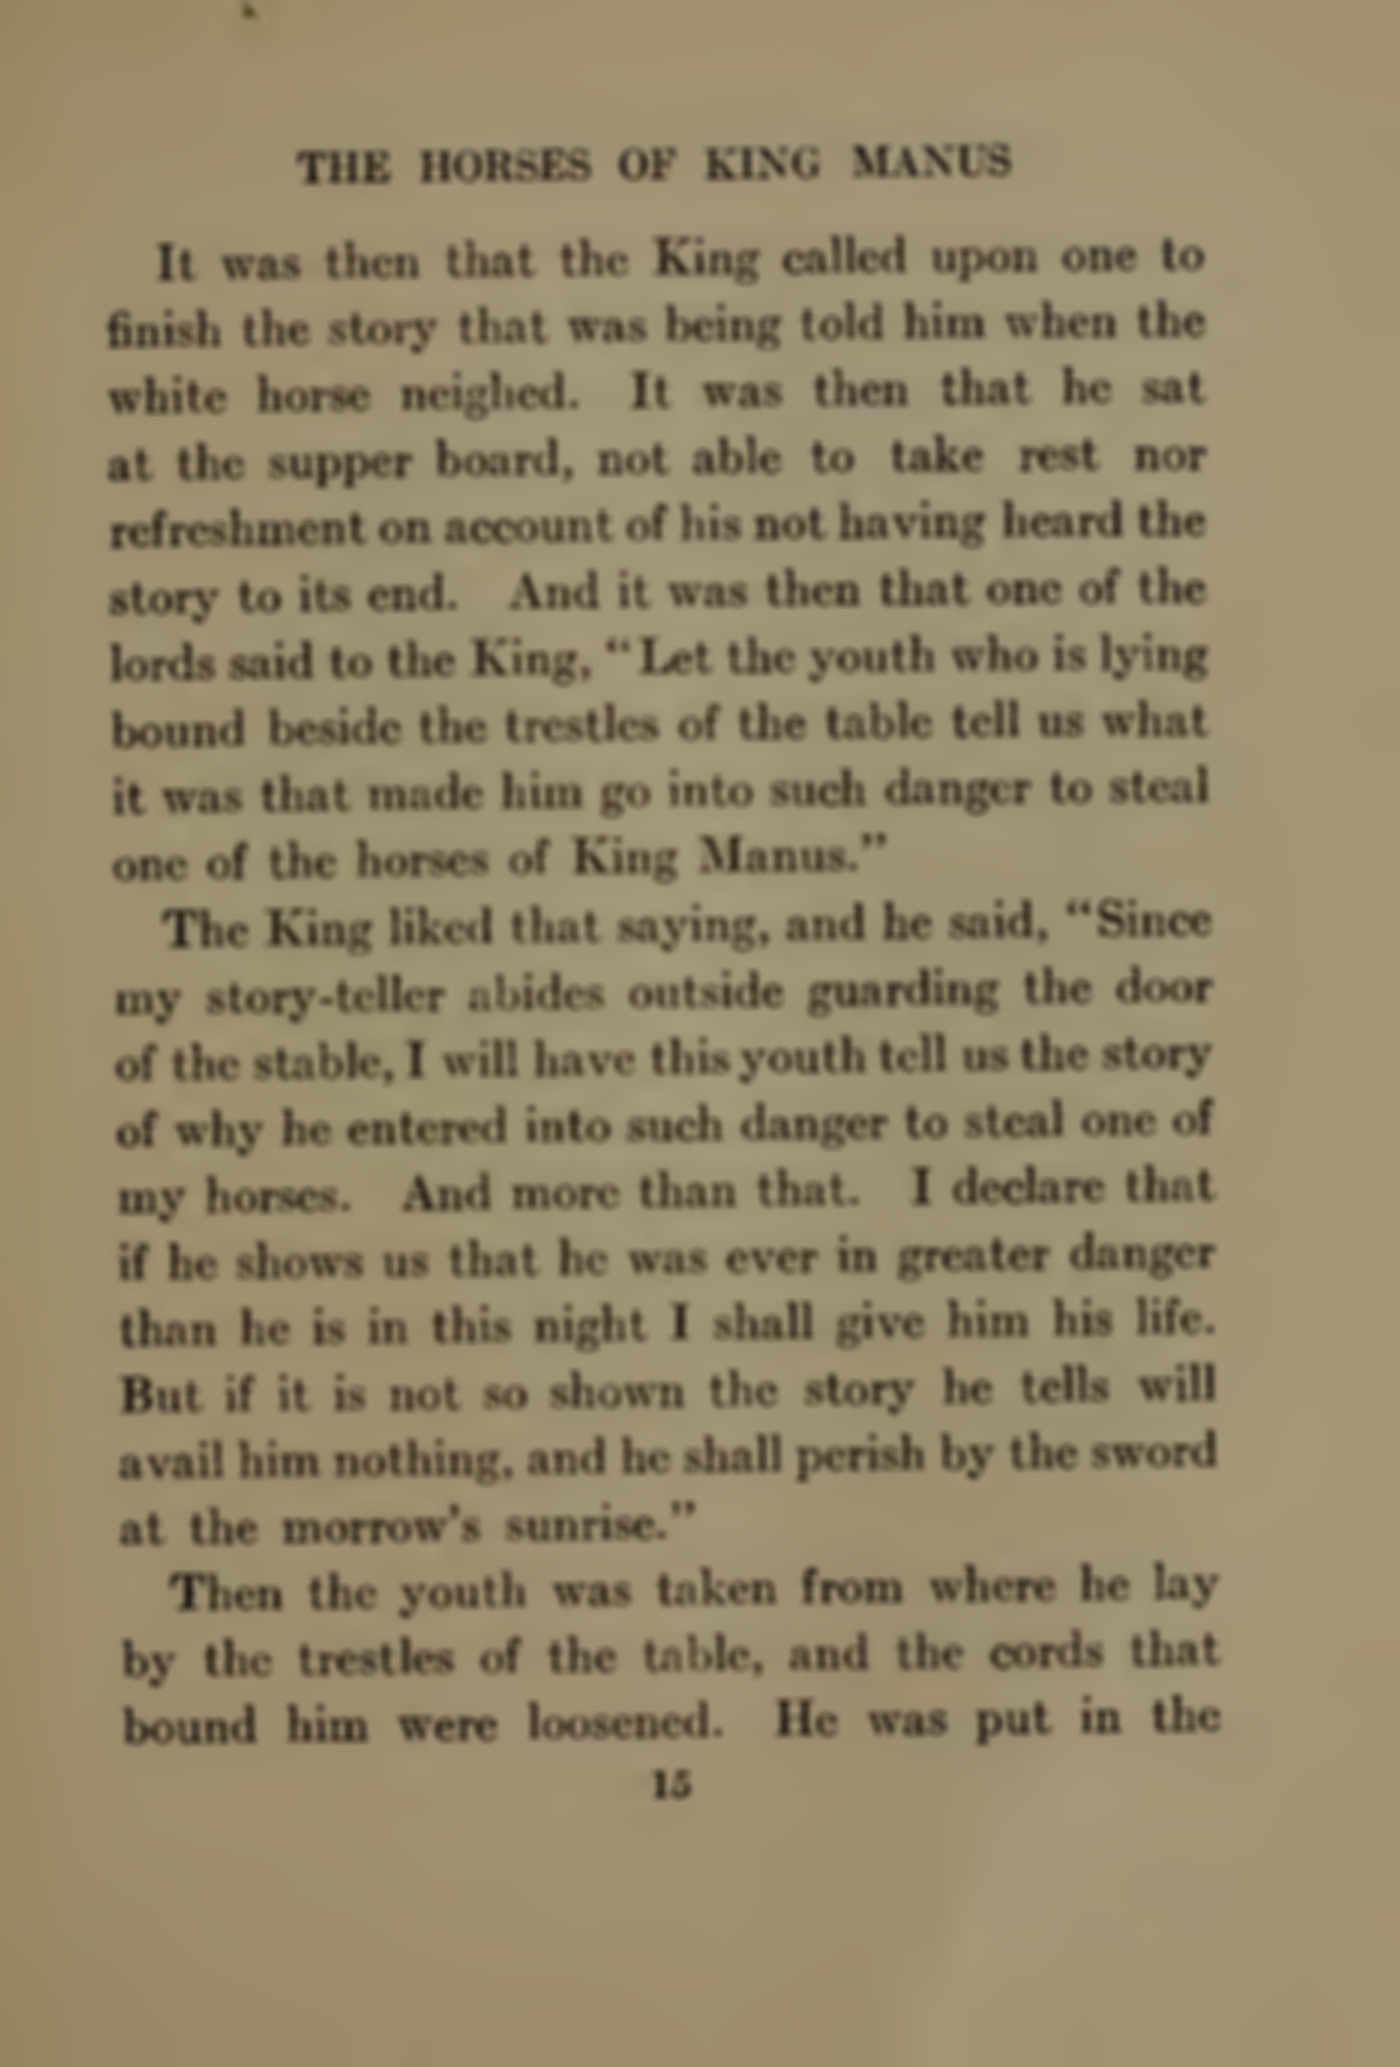 THE HORSES OF KING MANUS
It was then that the King called upon one to
finish the story that was being told him when the
white horse neighed. It was then that he sat
at the supper board, not able to take rest nor
refreshment on account of his not having heard the
story to its end. And it was then that one of the
lords said to the King, “Let the youth who is lying
bound beside the trestles of the table tell us what
it was that made him go into such danger to steal
one of the horses of King Manus.”
The King liked that saying, and he said, “Since
my story-teller abides outside guarding the door
of the stable, I will have this youth tell us the story
of why he entered into such danger to steal one of
my horses. And more than that. I declare that
if he shows us that he was ever in greater danger
than he is in this night I shall give him his life.
But if it is not so shown the story he tells will
avail him nothing, and he shall perish by the sword
at the morrow’s sunrise.”
Then the youth was taken from where he lay
by the trestles of the table, and the cords that
bound him were loosened. He was put in the
15